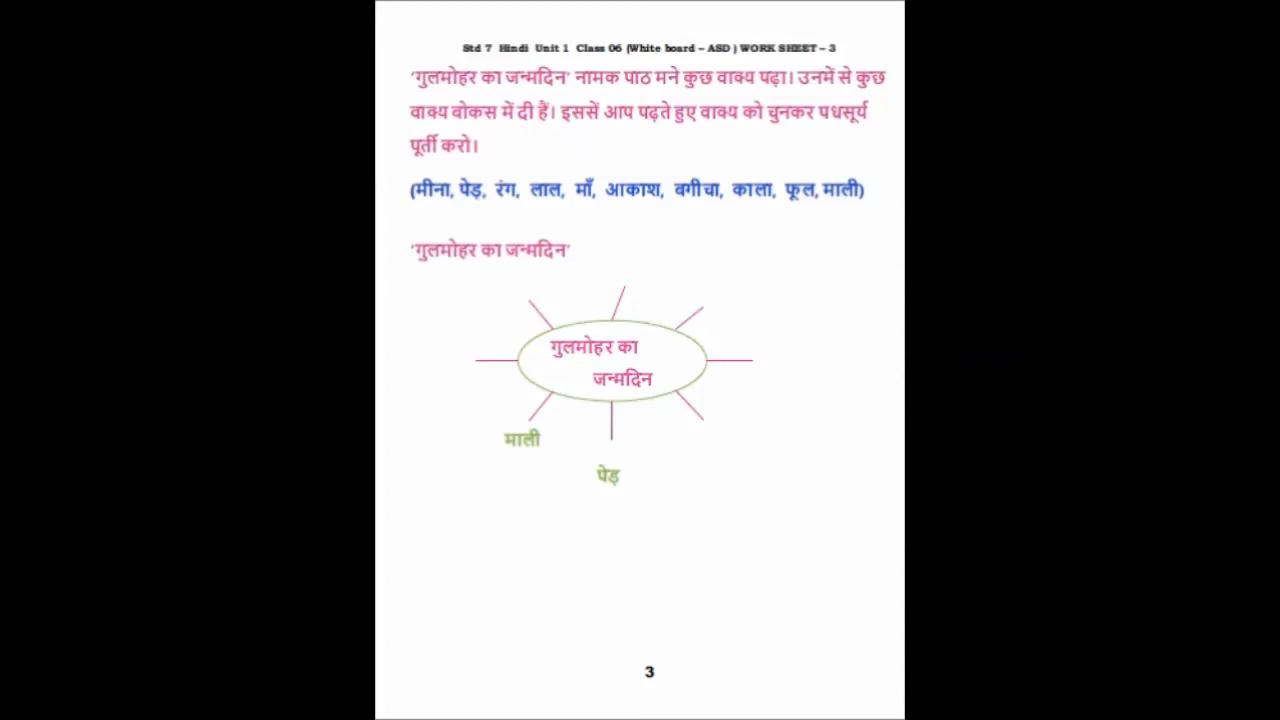 Std 7 Hindi Unit 1 Class 06 (White board – ASD ) WORK SHEET – 3
'गुलमोहर का जन्मदिन' नामक पाठ मने कुछ वाक्य पढ़ा। उनमें से कुछ
वाक्य बोकस में दी हैं। इससें आप पढ़ते हुए वाक्य को चुनकर पधसूर्य
पूर्ती करो।
(मीना, पेड़, रंग, लाल, माँ, आकाश, बगीचा, काला, फूल, माली)
'गुलमोहर का जन्मदिन'
गुलमोहर का
जन्मदिन
माली
पेड़
3